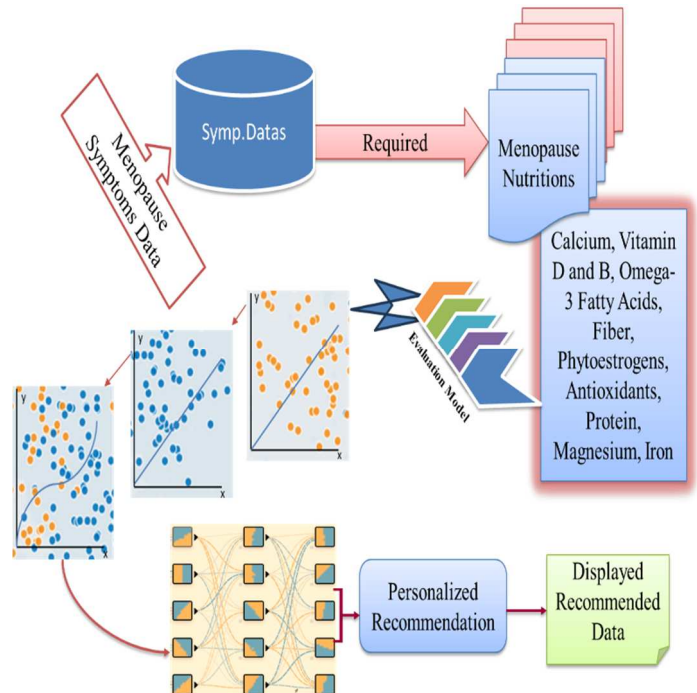 Menopause
Symptoms Data
Symp.Datas
Required
Menopause
Nutritions
Calcium, Vitamin
D and B, Omega-
3 Fatty Acids,
Fiber,
Phytoestrogens,
Antioxidants,
Protein,
Magnesium, Iron
Evaluation Model
y
x
y
x
y
x
Personalized
Recommendation
Displayed
Recommended
Data